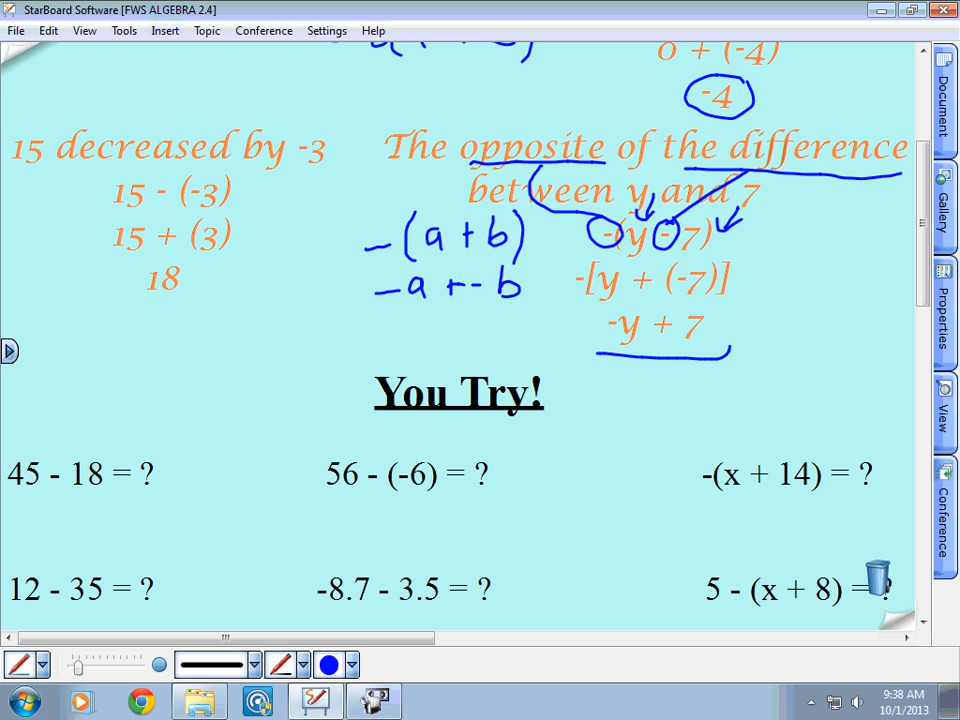 StarBoard Software [FWS ALGEBRA 2.4]
File Edit View Tools Insert Topic Conference Settings Help
0 + (-4)
-4
15 decreased by -3
15 - (-3)
15 + (3)
18
The opposite of the difference
between y and 7
-(y - 7)
-[y + (-7)]
-y + 7
-(a + b)
-a + - b
You Try!
45 - 18 = ?
56 - (-6) = ?
-(x + 14) = ?
12 - 35 = ?
-8.7 - 3.5 = ?
5 - (x + 8) = ?
Document
Gallery
Properties
View
Conference
9:38 AM
10/1/2013